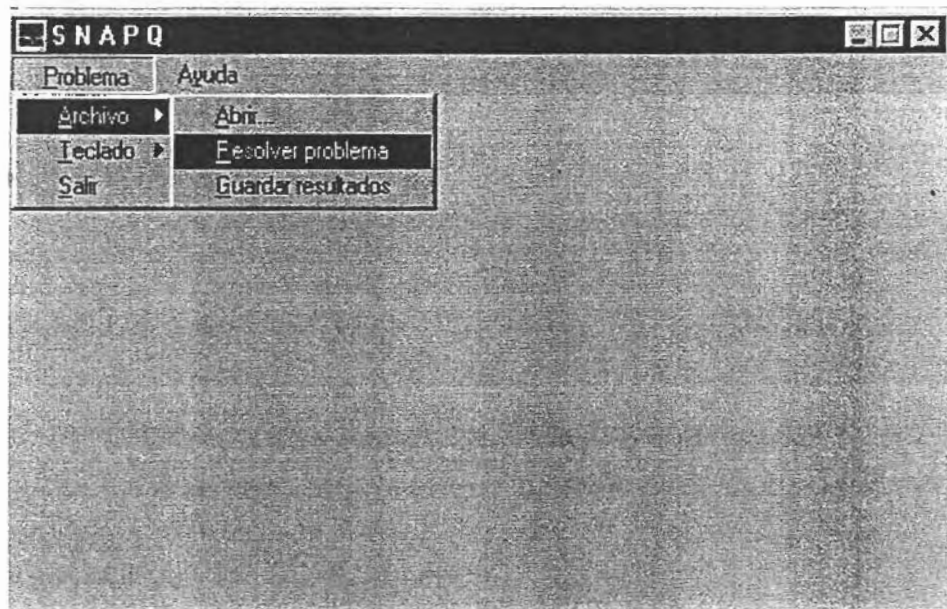 SNAPQ
Problema Ayuda
Archivo Abrir...
Teclado Resolver problema
Salir Guardar resultados